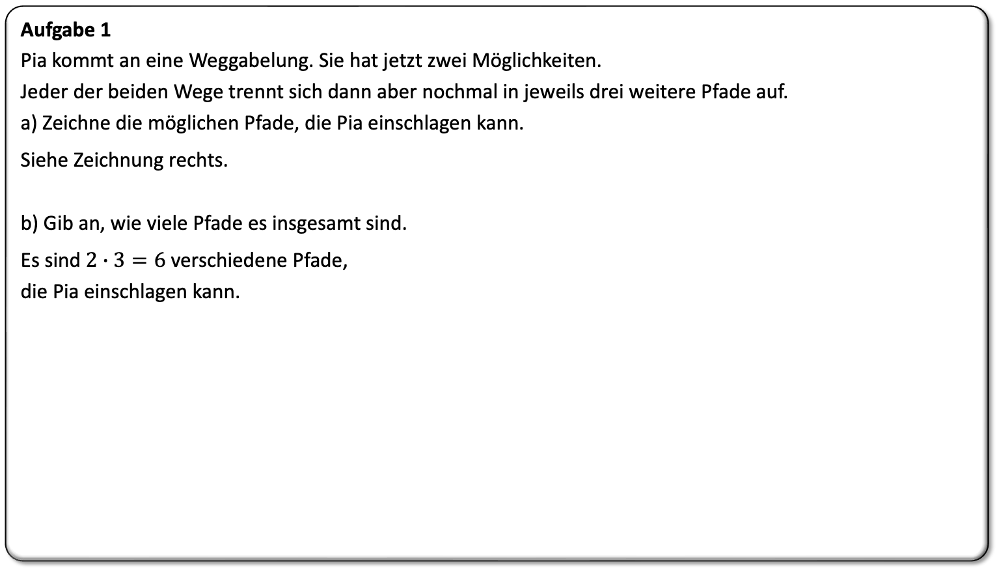 Aufgabe 1
Pia kommt an eine Weggabelung. Sie hat jetzt zwei Möglichkeiten.
Jeder der beiden Wege trennt sich dann aber nochmal in jeweils drei weitere Pfade auf.
a) Zeichne die möglichen Pfade, die Pia einschlagen kann.
Siehe Zeichnung rechts.
b) Gib an, wie viele Pfade es insgesamt sind.
Es sind 2 · 3 = 6 verschiedene Pfade,
die Pia einschlagen kann.